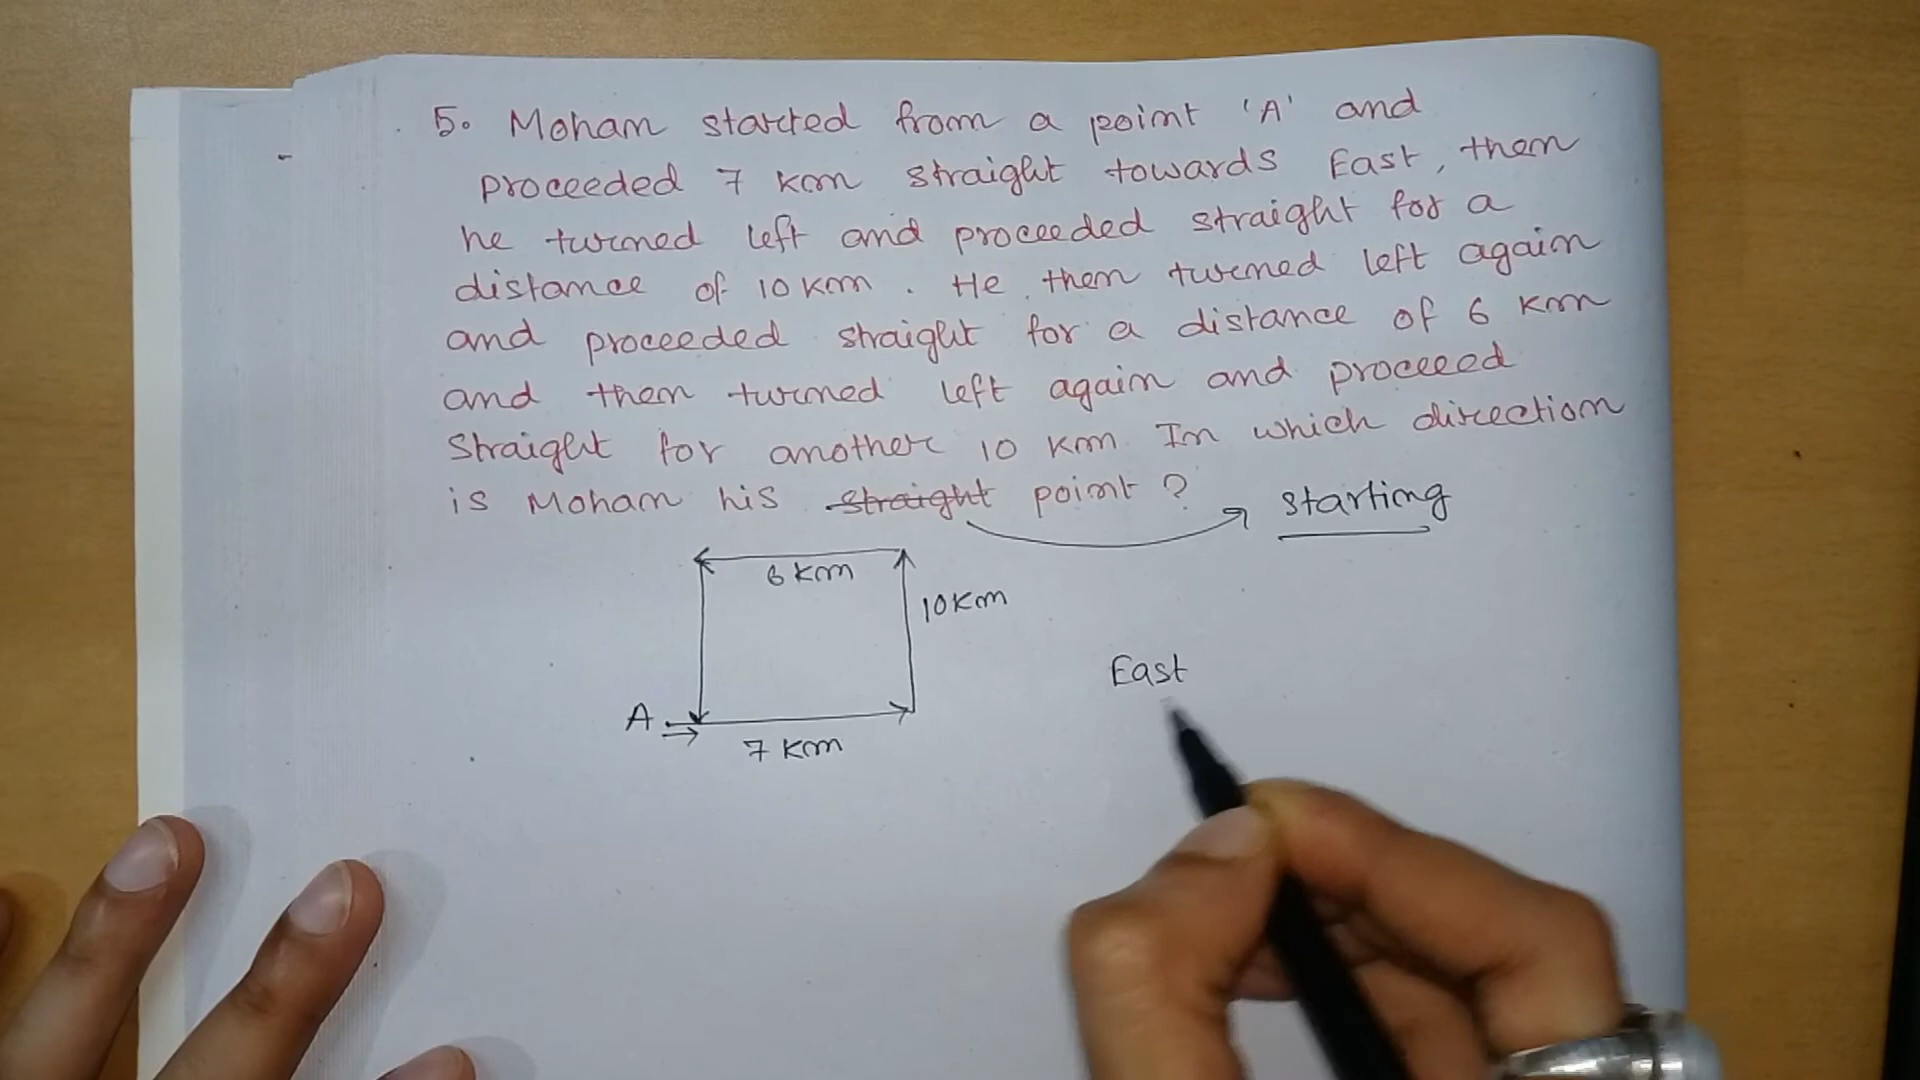 5. Mohan started from a point 'A' and
proceeded 7 km straight towards East, then
he turned left and proceeded straight for a
distance of 10 km. He then turned left again
and proceeded straight for a distance of 6 km
and then turned left again and proceeed
straight for another 10 km. In which direction
is Mohan his straight point ? starting
6 km
10 km
East
A
7 km